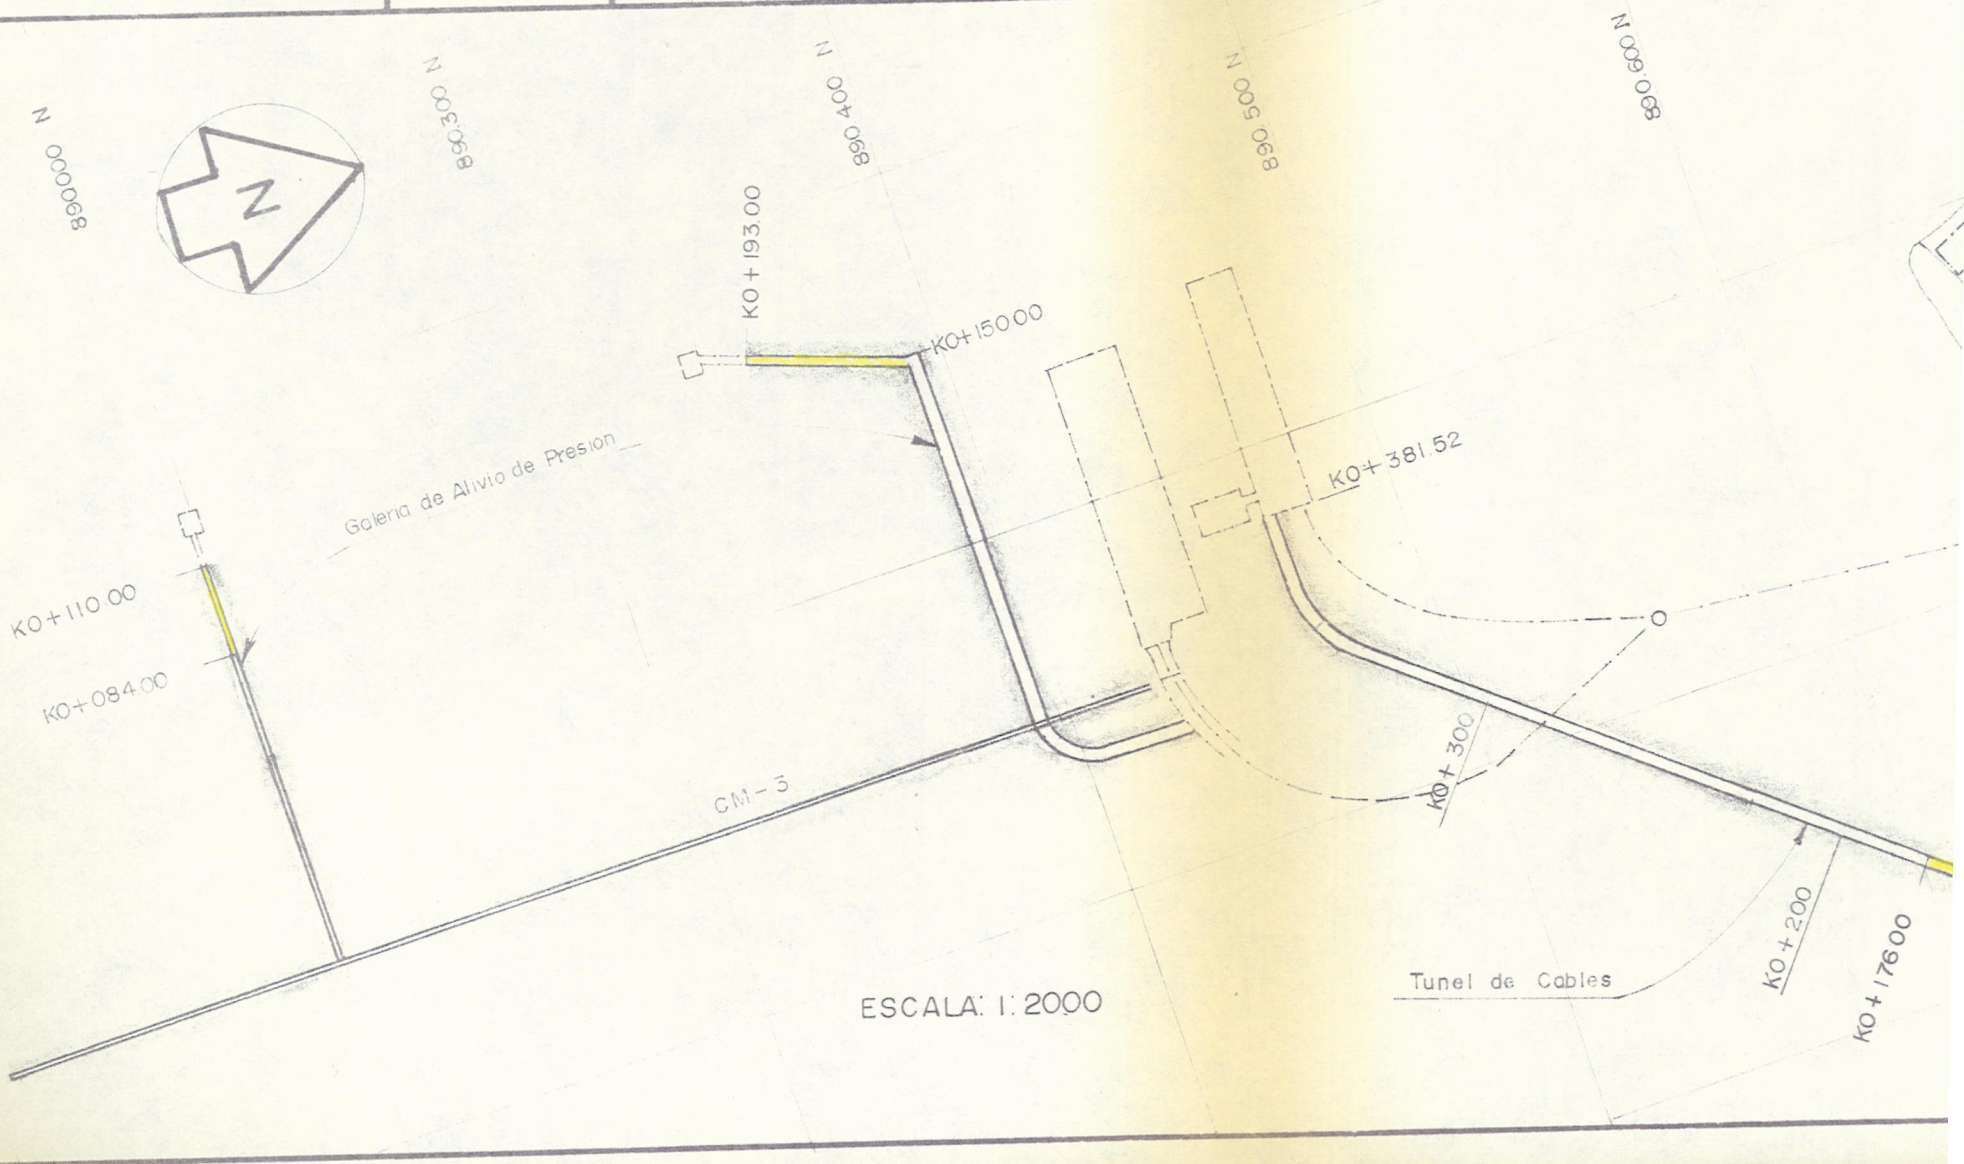 890000 N
890.300 N
890 400 N
890 500 N
890.600 N
N
K0+193.00
K0+150.00
Galeria de Alivio de Presion
K0+381.52
K0+110.00
K0+084.00
CM-3
K0+300
K0+200
K0+17600
Tunel de Cables
ESCALA: 1:2000